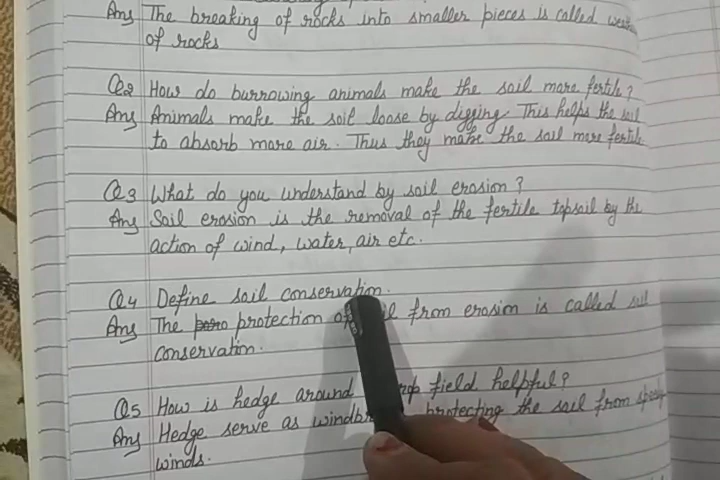 Ans The breaking of rocks into smaller pieces is called
of rocks
Q2 How do burrowing animals make the soil more fertile?
Ans Animals make the soil loose by digging This helps the soil
to absorb more air. Thus they make the soil more fertile
Q3 What do you understand by soil erosion?
Ans Soil erosion is the removal of the fertile topsoil by the
action of wind, water, air etc.
Q4 Define soil conservation.
Ans The protection from erosion is called soil
conservation.
Q5 How is hedge around field helpful?
Ans Hedge serve as protecting the soil from
winds.